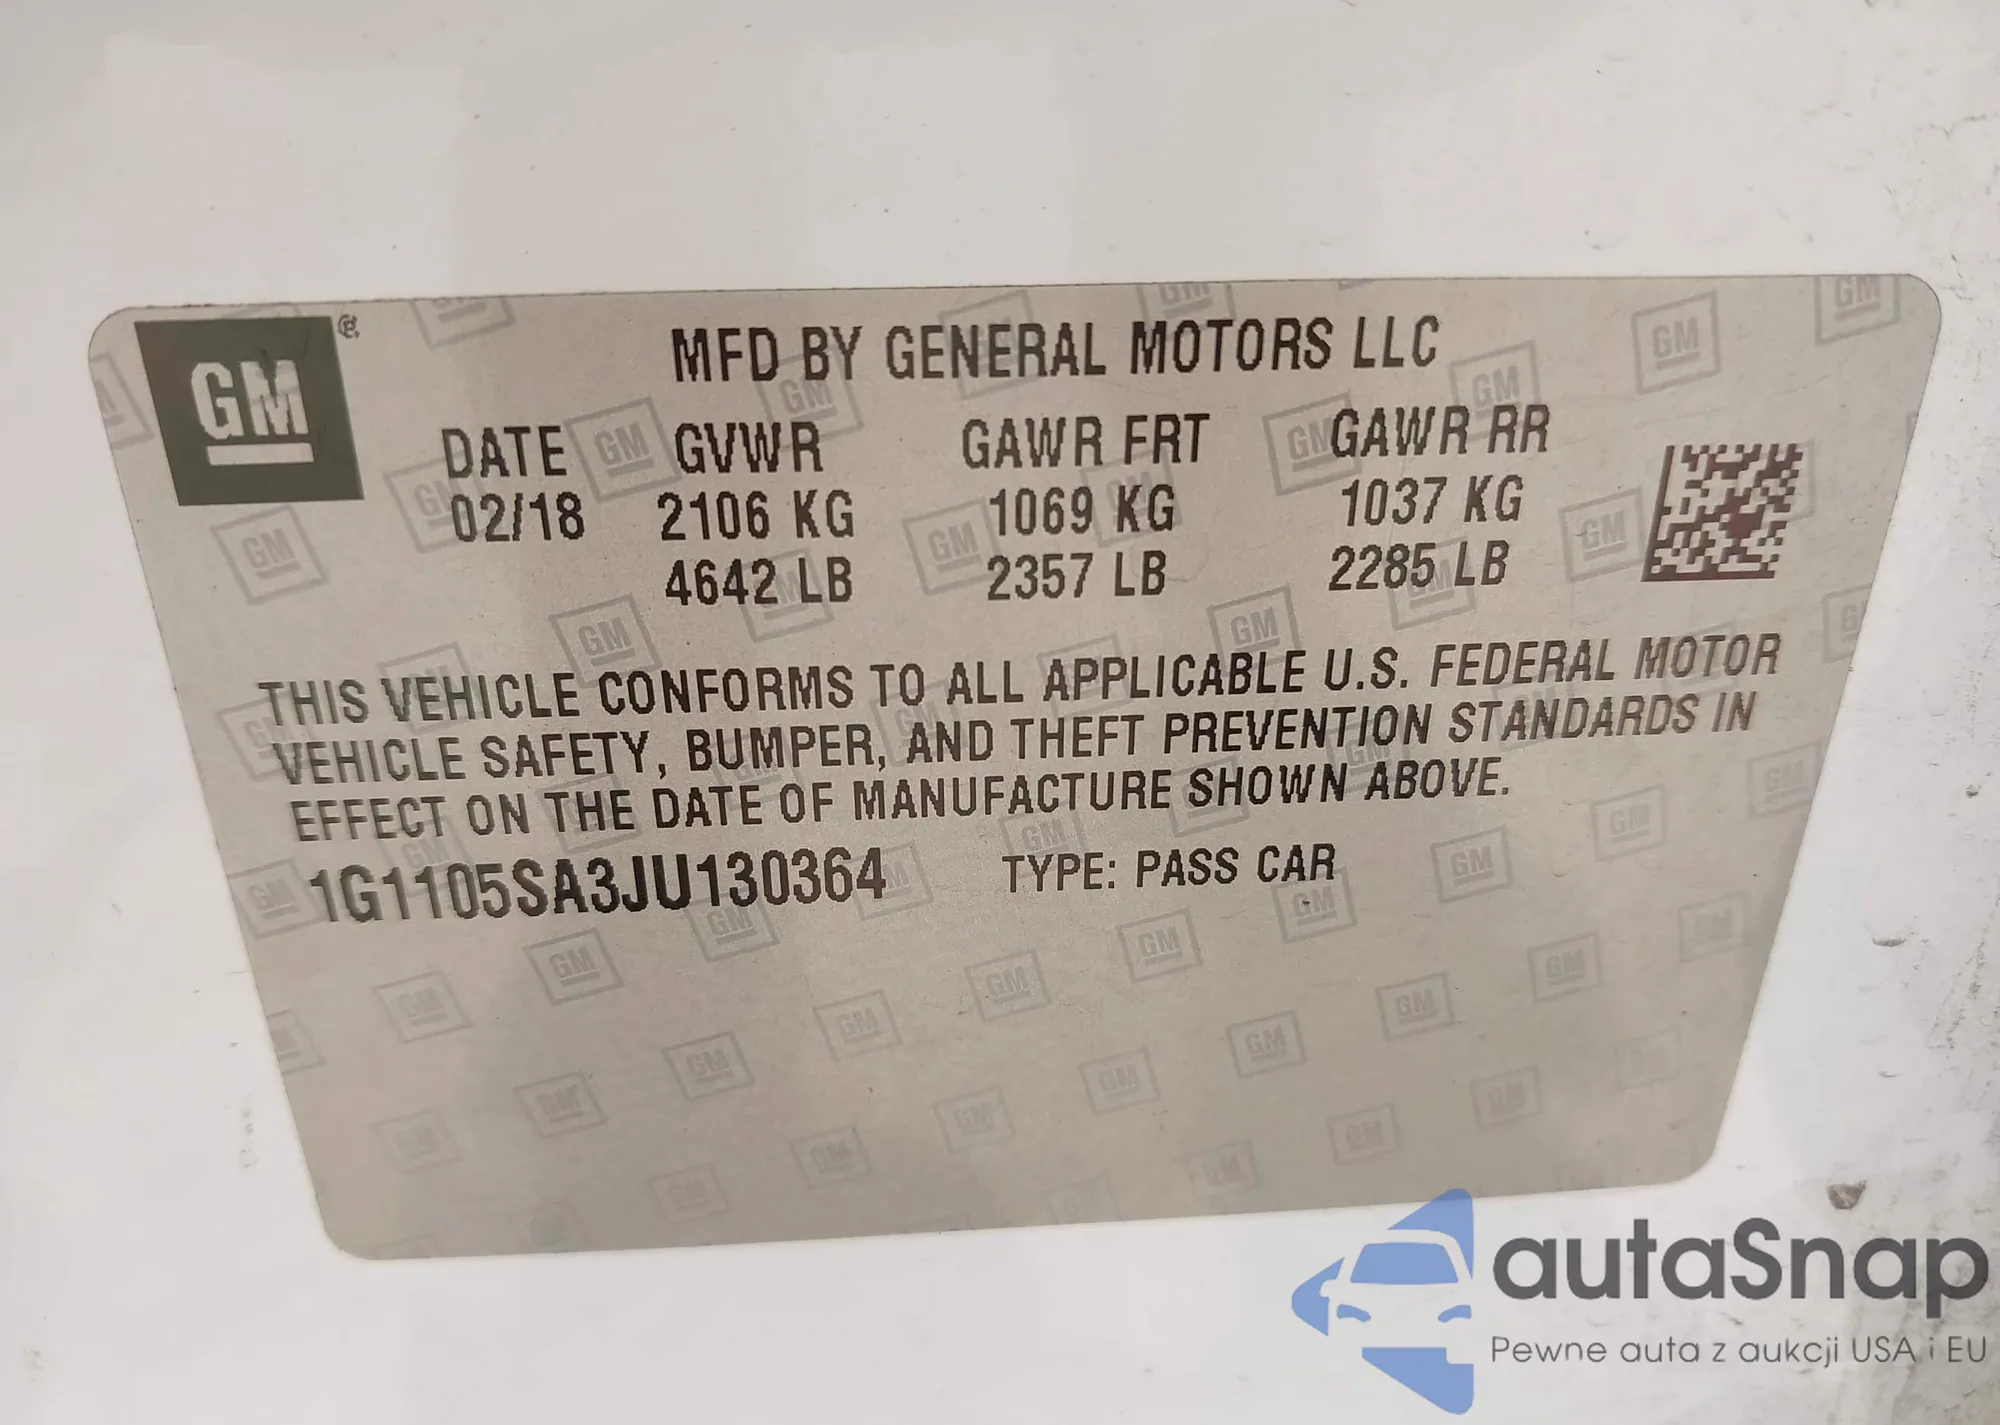 GM
MFD BY GENERAL MOTORS LLC
DATE GVWR GAWR FRT GAWR RR
02/18 2106 KG 1069 KG 1037 KG
4642 LB 2357 LB 2285 LB
THIS VEHICLE CONFORMS TO ALL APPLICABLE U.S. FEDERAL MOTOR
VEHICLE SAFETY, BUMPER, AND THEFT PREVENTION STANDARDS IN
EFFECT ON THE DATE OF MANUFACTURE SHOWN ABOVE.
1G1105SA3JU130364 TYPE: PASS CAR
autaSnap
Pewne auta z aukcji USA i EU